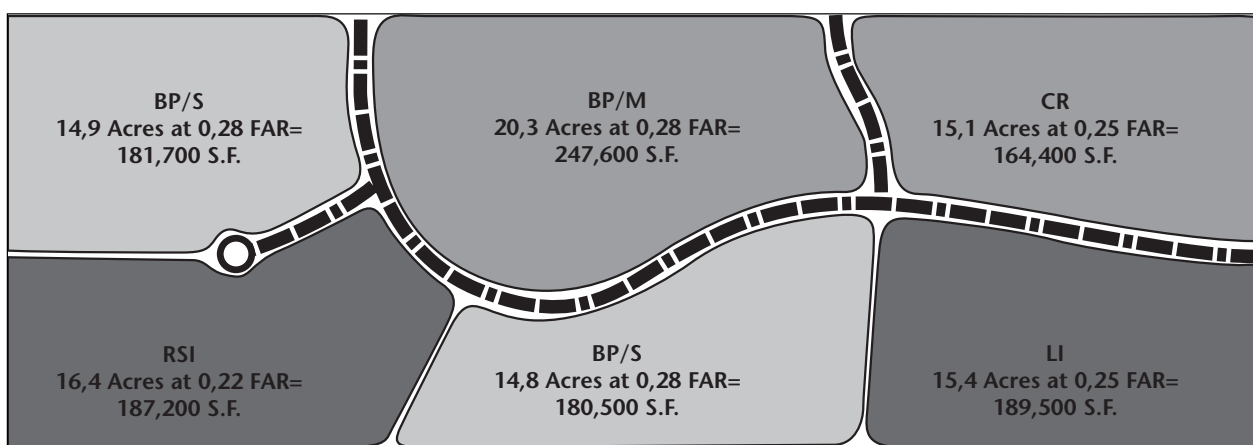 BP/S
14,9 Acres at 0,28 FAR=
181,700 S.F.
BP/M
20,3 Acres at 0,28 FAR=
247,600 S.F.
CR
15,1 Acres at 0,25 FAR=
164,400 S.F.
RSI
16,4 Acres at 0,22 FAR=
187,200 S.F.
BP/S
14,8 Acres at 0,28 FAR=
180,500 S.F.
LI
15,4 Acres at 0,25 FAR=
189,500 S.F.